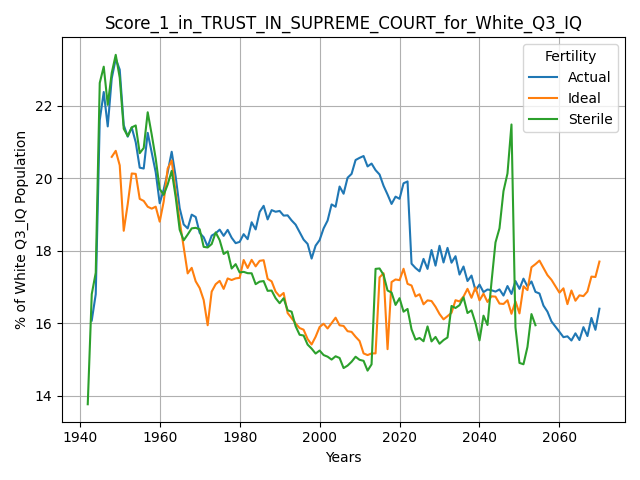 Score_1_in_TRUST_IN_SUPREME_COURT_for_White_Q3_IQ
Fertility
Actual
Ideal
Sterile
% of White Q3_IQ Population
22
20
18
16
14
1940
1960
1980
2000
2020
2040
2060
Years